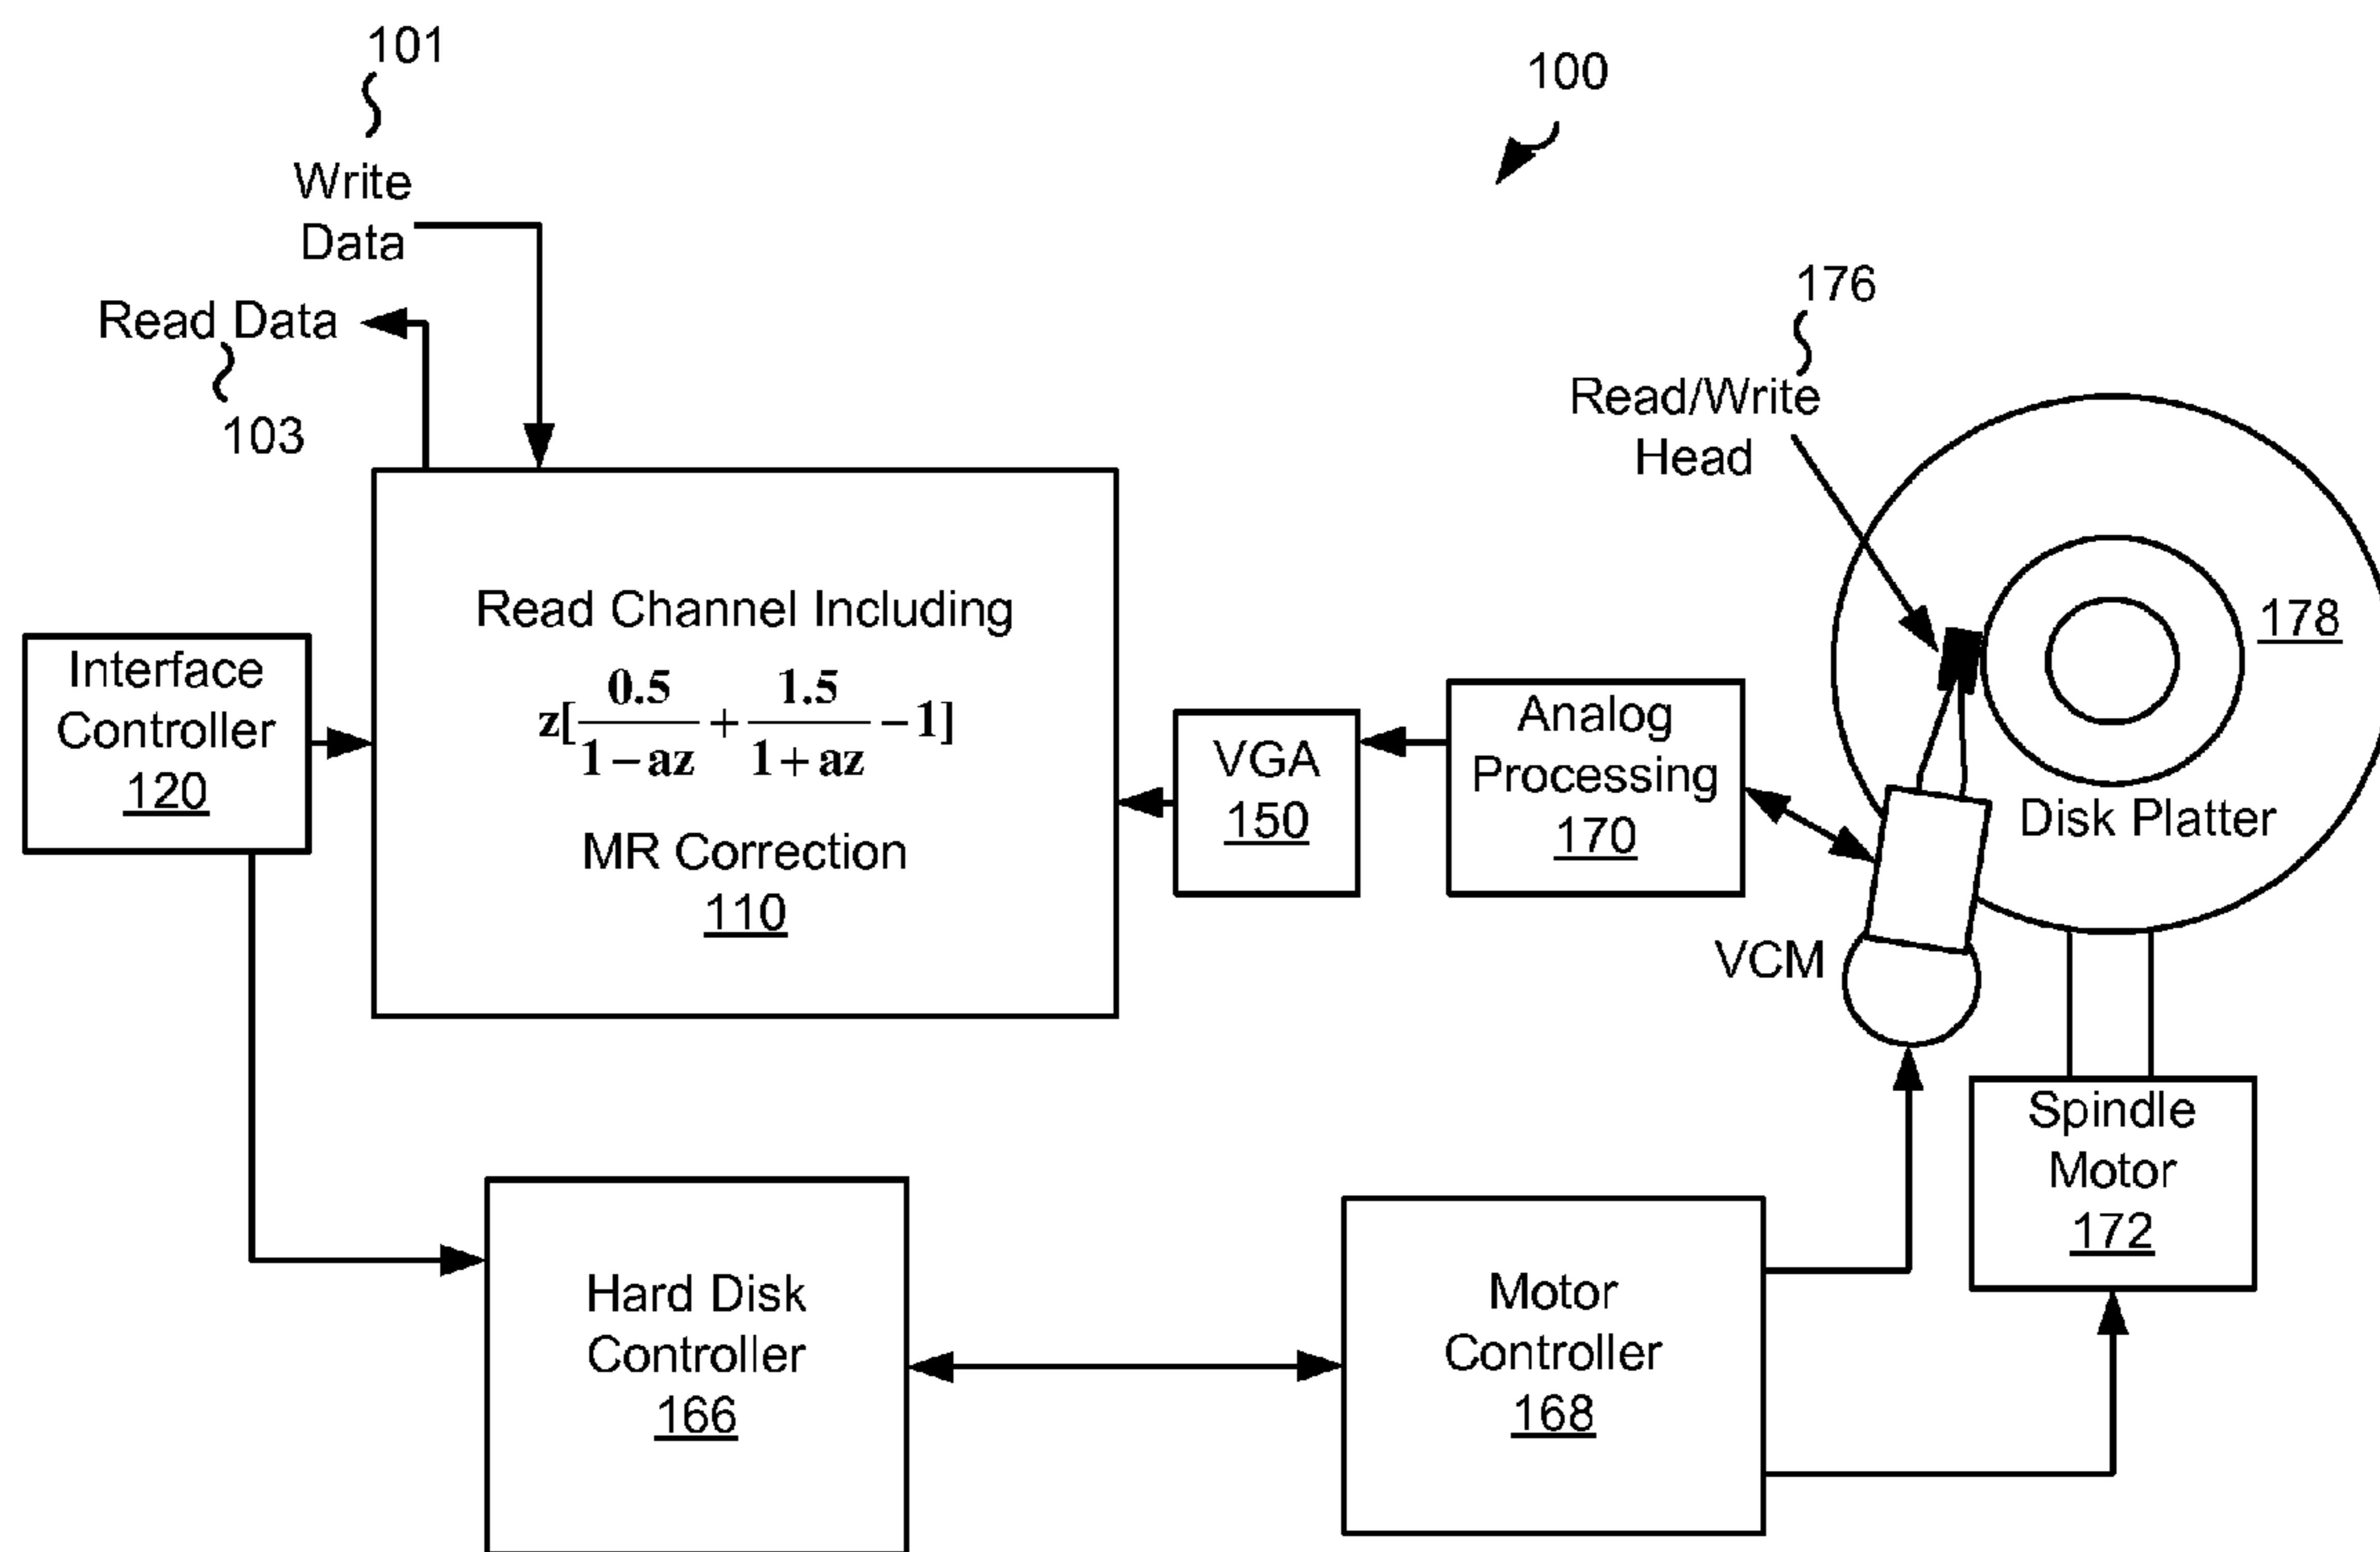 101
Write
Data
Read Data
103
100
176
Read/Write
Head
178
Disk Platter
Interface
Controller
120
Read Channel Including
z[0.5/(1−az) + 1.5/(1+az) −1]
MR Correction
110
VGA
150
Analog
Processing
170
VCM
Spindle
Motor
172
Hard Disk
Controller
166
Motor
Controller
168